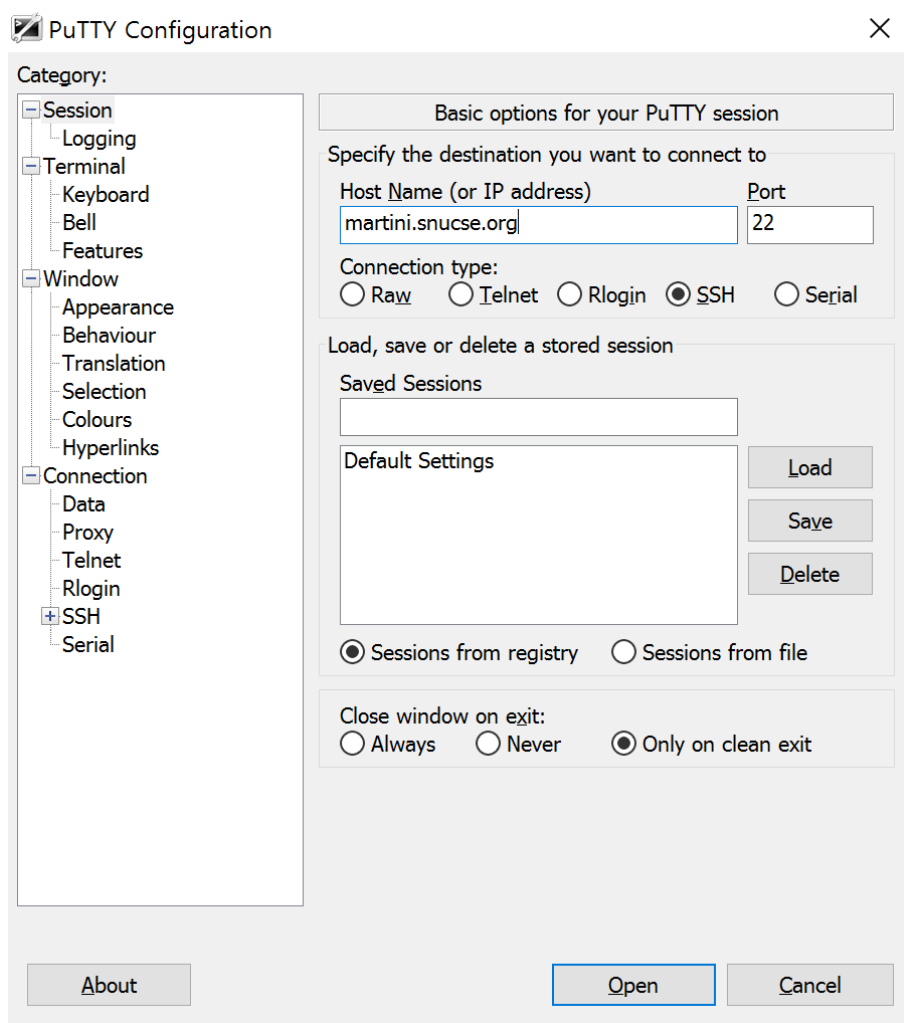 PuTTY Configuration
Category:
Session
Logging
Terminal
Keyboard
Bell
Features
Window
Appearance
Behaviour
Translation
Selection
Colours
Hyperlinks
Connection
Data
Proxy
Telnet
Rlogin
SSH
Serial
Basic options for your PuTTY session
Specify the destination you want to connect to
Host Name (or IP address) Port
martini.snucse.org 22
Connection type:
Raw Telnet Rlogin SSH Serial
Load, save or delete a stored session
Saved Sessions
Default Settings
Load
Save
Delete
Sessions from registry Sessions from file
Close window on exit:
Always Never Only on clean exit
About Open Cancel